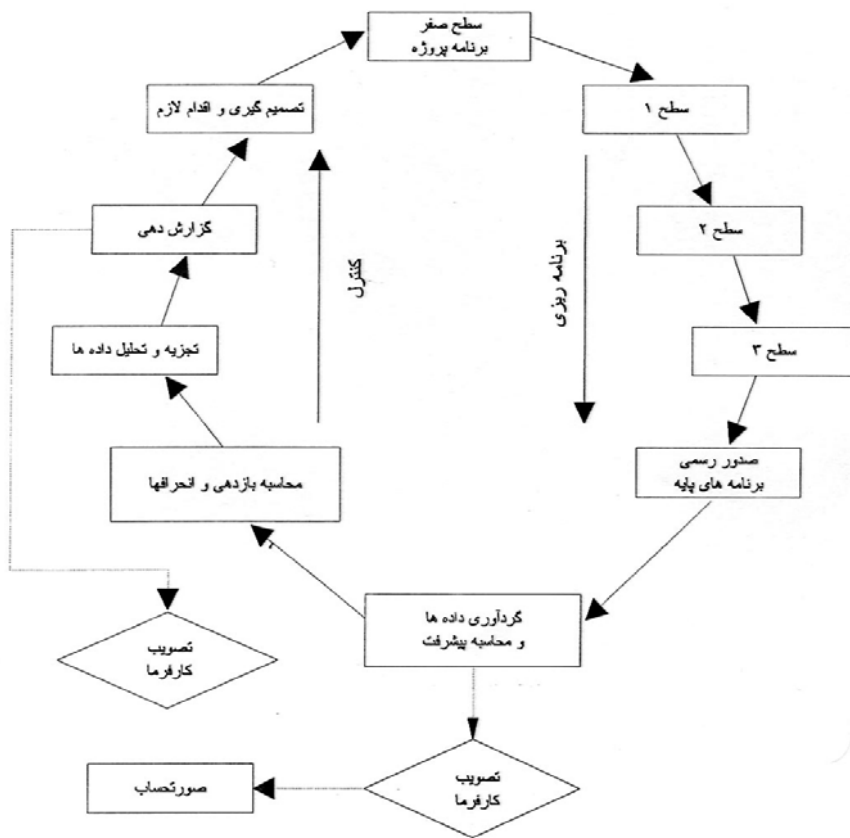 سطح صفر
برنامه پروژه
سطح ۱
سطح ۲
سطح ۳
صدور رسمی
برنامه های پایه
برنامه ریزی
گردآوری داده ها
و محاسبه پیشرفت
تصویب
کارفرما
صورتحساب
محاسبه بازدهی و انحرافها
تجزیه و تحلیل داده ها
گزارش دهی
تصویب
کارفرما
تصمیم گیری و اقدام لازم
کنترل